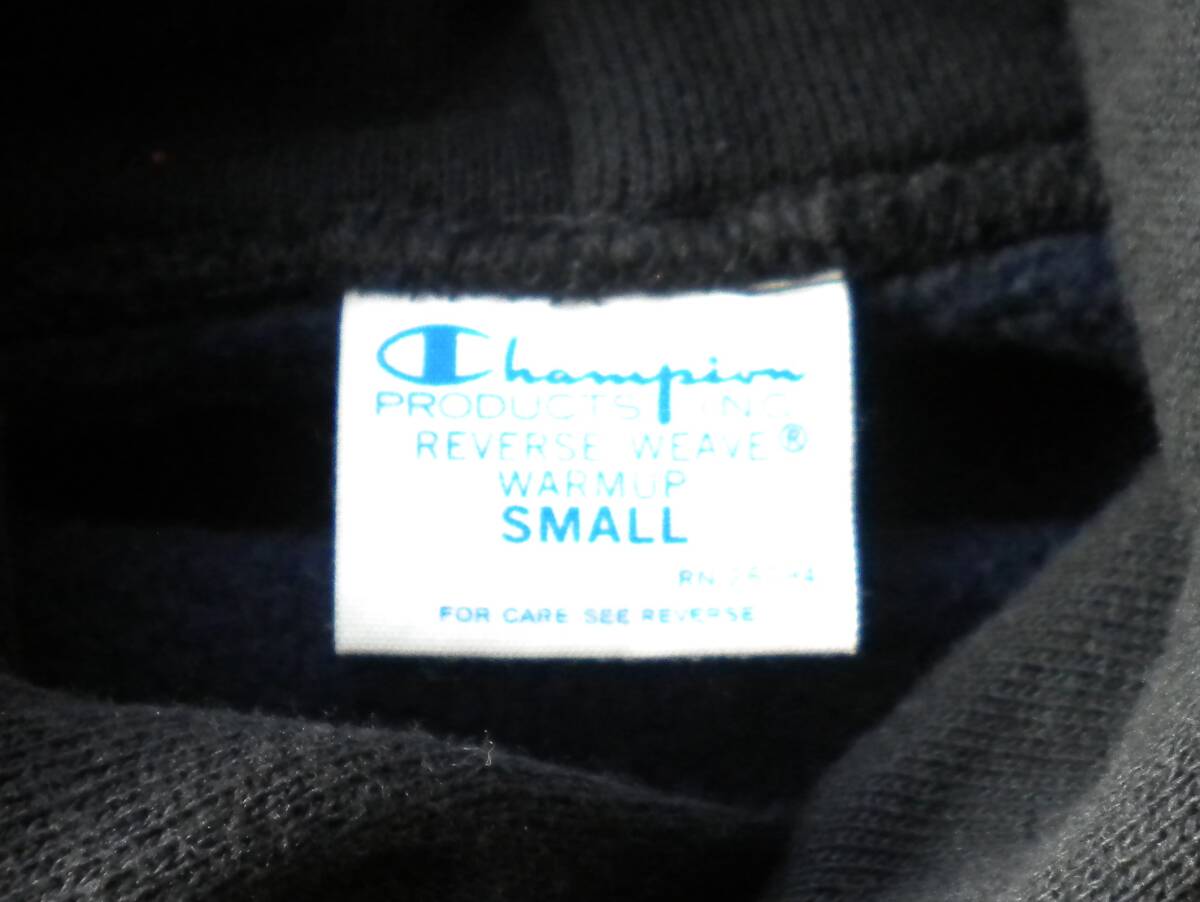 Champion
PRODUCTS INC.
REVERSE WEAVE®
WARMUP
SMALL
RN
FOR CARE SEE REVERSE